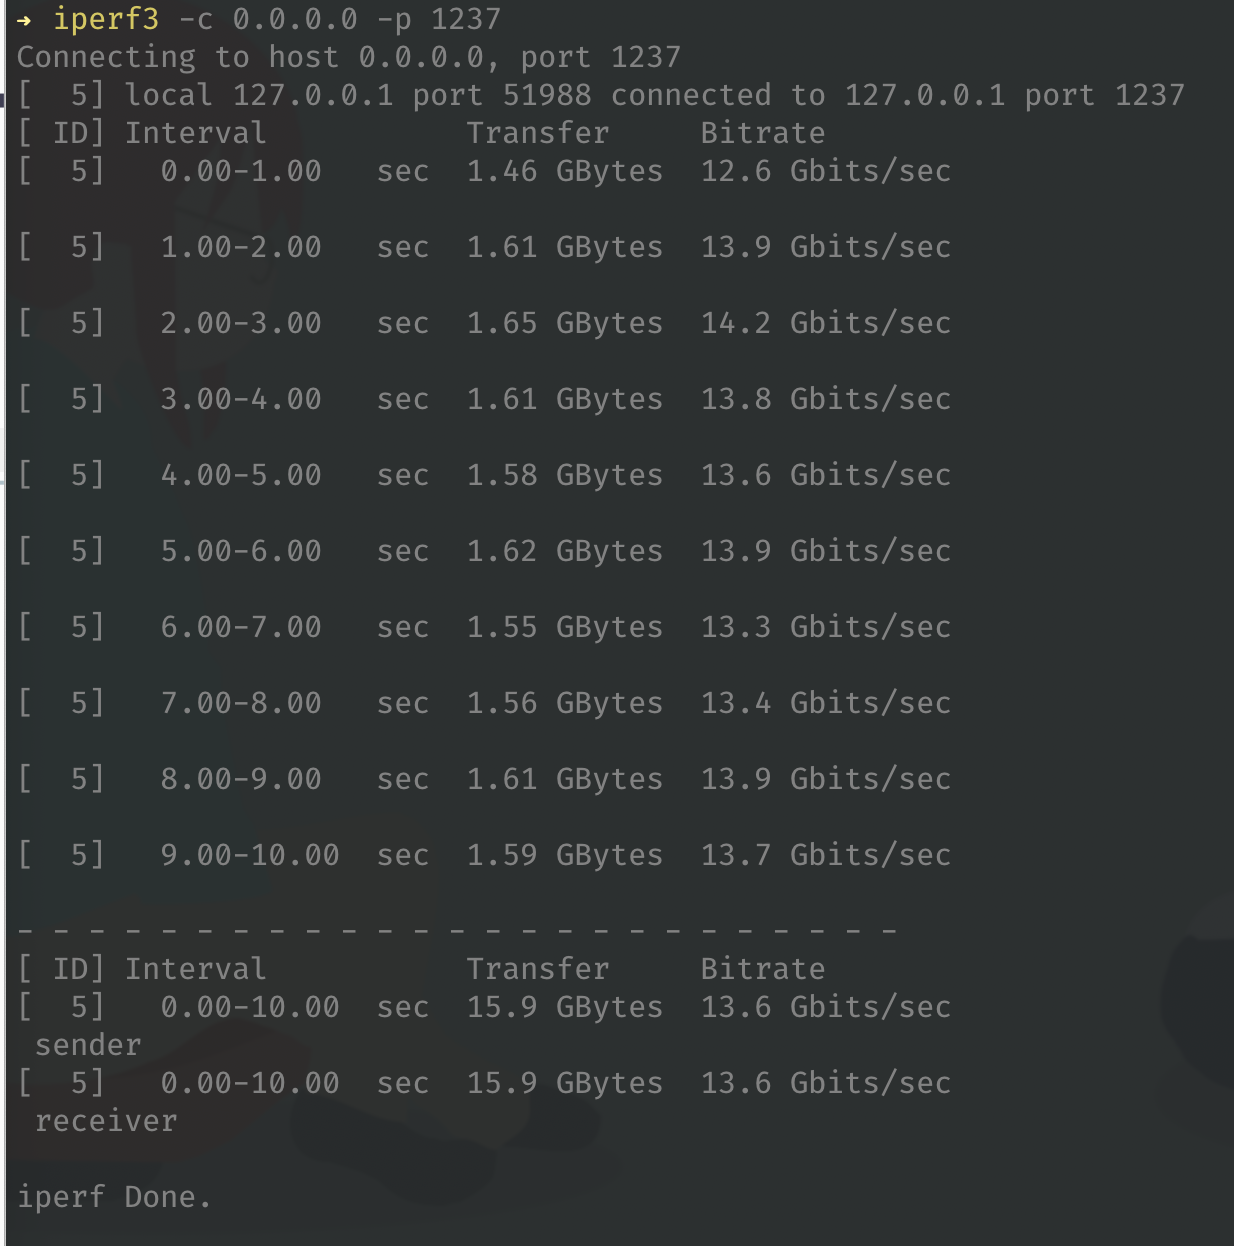 ➜ iperf3 -c 0.0.0.0 -p 1237
Connecting to host 0.0.0.0, port 1237
[  5] local 127.0.0.1 port 51988 connected to 127.0.0.1 port 1237
[ ID] Interval           Transfer     Bitrate
[  5]   0.00-1.00   sec  1.46 GBytes  12.6 Gbits/sec
[  5]   1.00-2.00   sec  1.61 GBytes  13.9 Gbits/sec
[  5]   2.00-3.00   sec  1.65 GBytes  14.2 Gbits/sec
[  5]   3.00-4.00   sec  1.61 GBytes  13.8 Gbits/sec
[  5]   4.00-5.00   sec  1.58 GBytes  13.6 Gbits/sec
[  5]   5.00-6.00   sec  1.62 GBytes  13.9 Gbits/sec
[  5]   6.00-7.00   sec  1.55 GBytes  13.3 Gbits/sec
[  5]   7.00-8.00   sec  1.56 GBytes  13.4 Gbits/sec
[  5]   8.00-9.00   sec  1.61 GBytes  13.9 Gbits/sec
[  5]   9.00-10.00  sec  1.59 GBytes  13.7 Gbits/sec
- - - - - - - - - - - - - - - - - - - - - - - - -
[ ID] Interval           Transfer     Bitrate
[  5]   0.00-10.00  sec  15.9 GBytes  13.6 Gbits/sec
 sender
[  5]   0.00-10.00  sec  15.9 GBytes  13.6 Gbits/sec
 receiver
iperf Done.